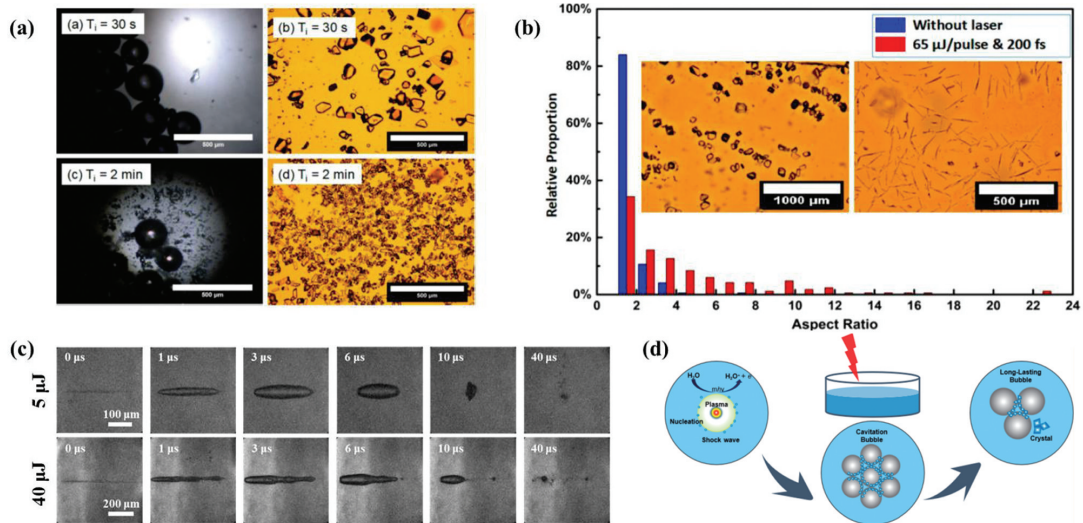 (a)
(a) Tᵢ = 30 s
500 µm
(b) Tᵢ = 30 s
500 µm
(c) Tᵢ = 2 min
500 µm
(d) Tᵢ = 2 min
500 µm
(b)
Relative Proportion
100%
80%
60%
40%
20%
0%
Without laser
65 µJ/pulse & 200 fs
1000 µm
500 µm
0 2 4 6 8 10 12 14 16 18 20 22 24
Aspect Ratio
(c)
5 µJ
0 µs
1 µs
3 µs
6 µs
10 µs
40 µs
100 µm
40 µJ
0 µs
1 µs
3 µs
6 µs
10 µs
40 µs
200 µm
(d)
H₂O
mhν
H₂O⁺ + e
Plasma
Nucleation
Shock wave
Cavitation
Bubble
Long-Lasting
Bubble
Crystal